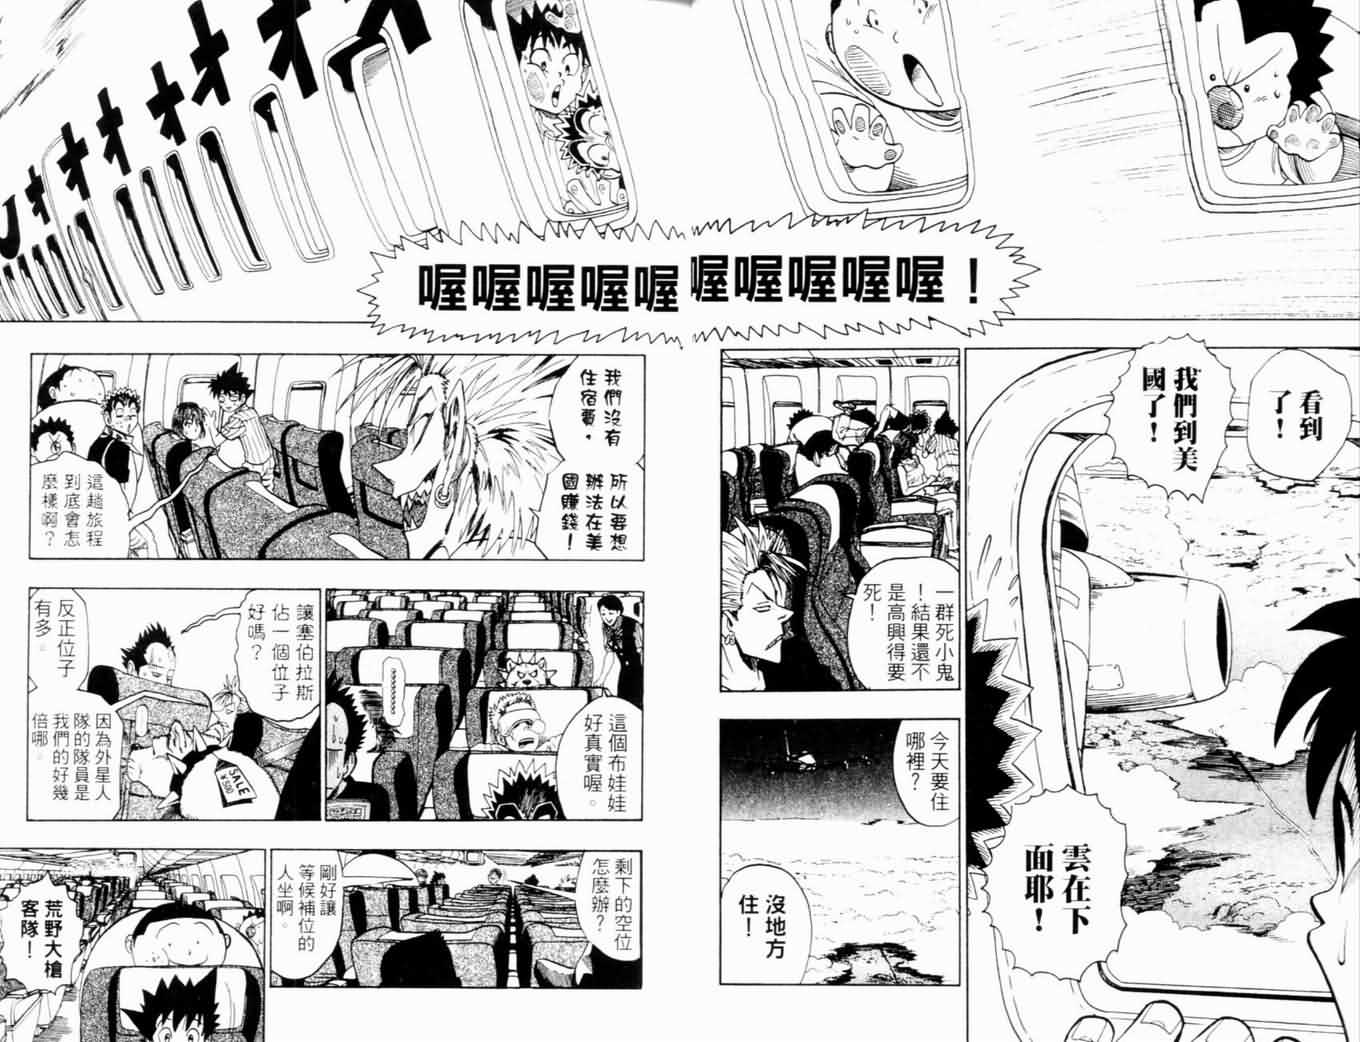 オオオオオオ
喔喔喔喔喔喔喔喔喔喔！
看到
了！
我們到美
國了！
雲在下
面耶！
一群死小鬼
！結果還不
是高興得要
死！
今天要住
哪裡？
沒地方
住！
我們沒有
住宿費，
所以要想
辦法在美
國賺錢！
這趟旅程
到底會怎
麼樣啊？
這個布娃娃
好真實喔。
讓塞伯拉斯
佔一個位子
好嗎？
反正位子
有多。
因為外星人
隊的隊員是
我們的好幾
倍哪。
SALE
¥500
剩下的空位
怎麼辦？
剛好讓
等候補位的
人坐啊。
荒野大槍
客隊！